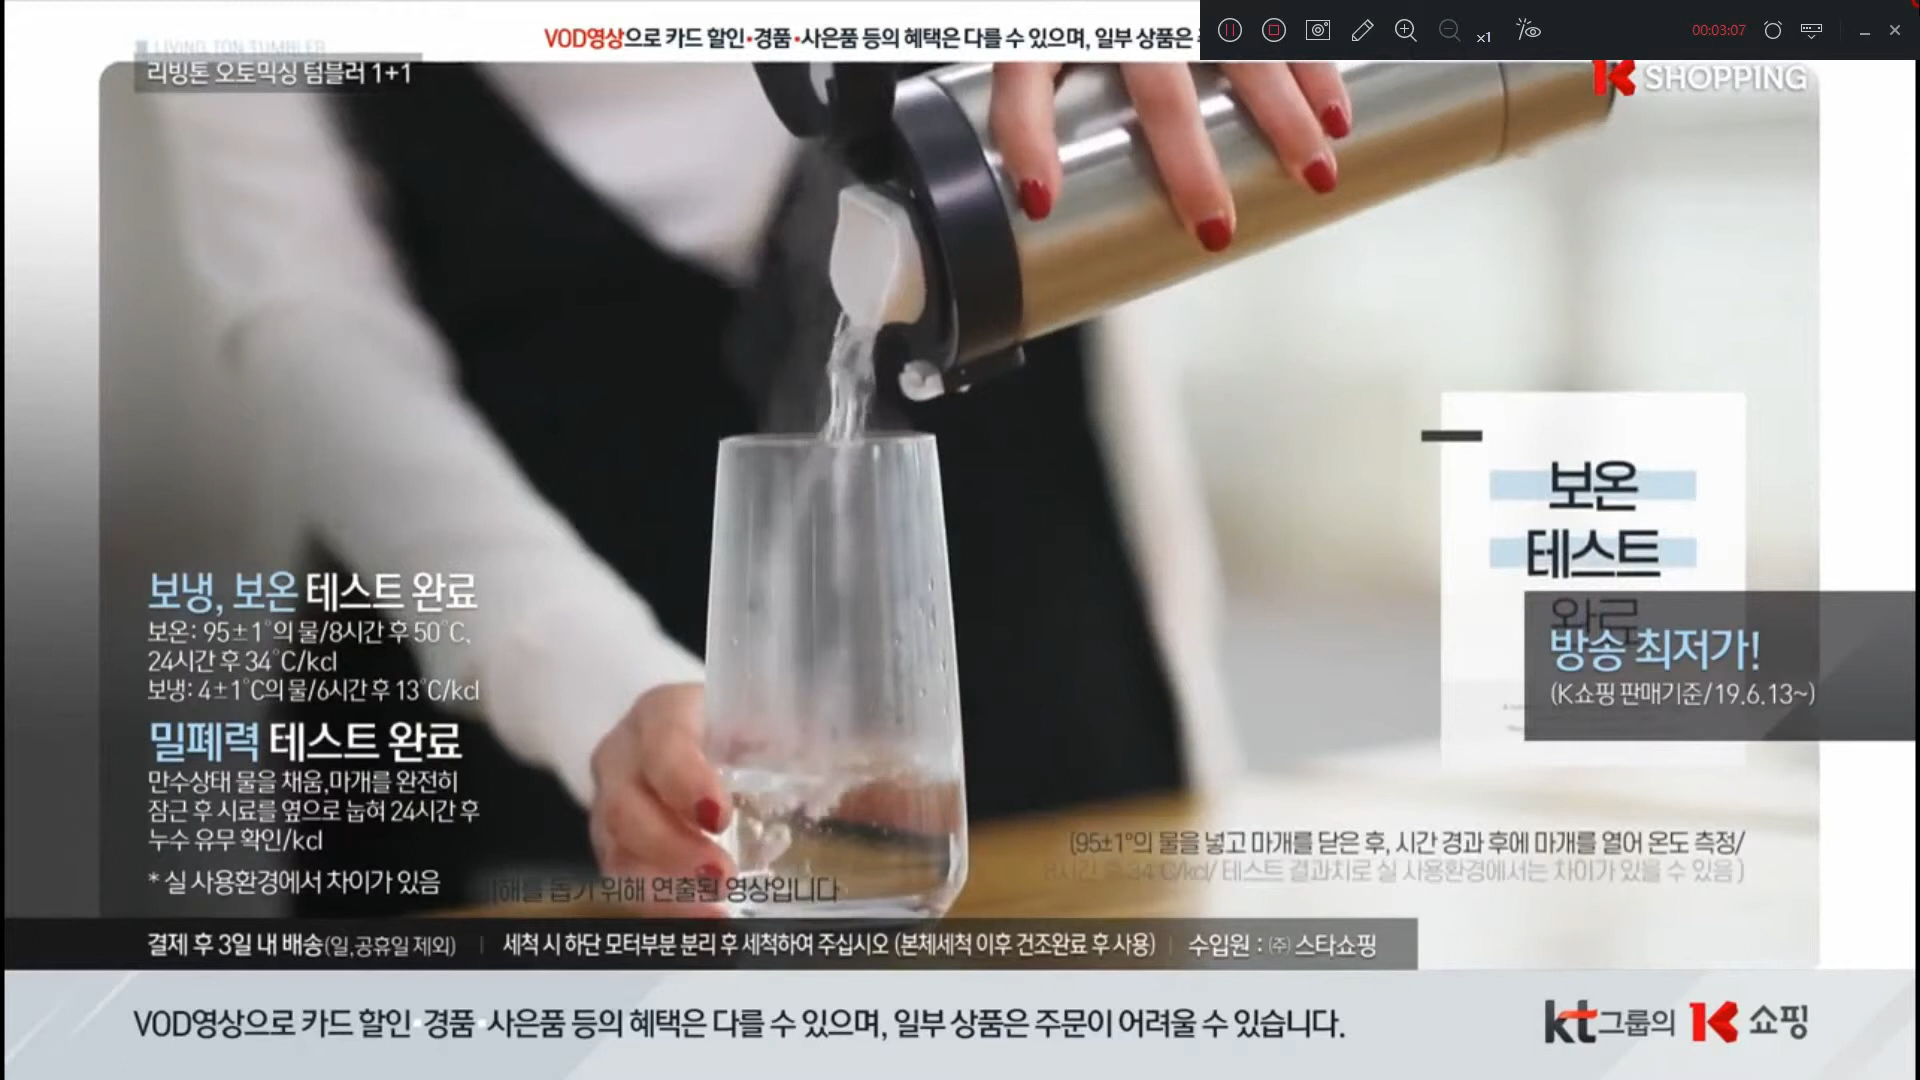 VOD영상으로 카드 할인·경품·사은품 등의 혜택은 다를 수 있으며, 일부 상품은
x1
00:03:07
LIVING TON TUMBLER
리빙톤 오토믹싱 텀블러 1+1
K SHOPPING
보온
테스트
완료
방송 최저가!
(K쇼핑 판매기준/19.6.13~)
보냉, 보온 테스트 완료
보온: 95±1°의 물/8시간 후 50°C,
24시간 후 34°C/kcl
보냉: 4±1°C의 물/6시간 후 13°C/kcl
밀폐력 테스트 완료
만수상태 물을 채움,마개를 완전히
잠근 후 시료를 옆으로 눕혀 24시간 후
누수 유무 확인/kcl
* 실 사용환경에서 차이가 있음
해를 돕기 위해 연출된 영상입니다
(95±1°의 물을 넣고 마개를 닫은 후, 시간 경과 후에 마개를 열어 온도 측정/
8시간 후 34°C/kcl/ 테스트 결과치로 실 사용환경에서는 차이가 있을 수 있음)
결제 후 3일 내 배송(일,공휴일 제외) | 세척 시 하단 모터부분 분리 후 세척하여 주십시오 (본체세척 이후 건조완료 후 사용) | 수입원 : ㈜ 스타쇼핑
VOD영상으로 카드 할인·경품·사은품 등의 혜택은 다를 수 있으며, 일부 상품은 주문이 어려울 수 있습니다.
kt그룹의 K 쇼핑